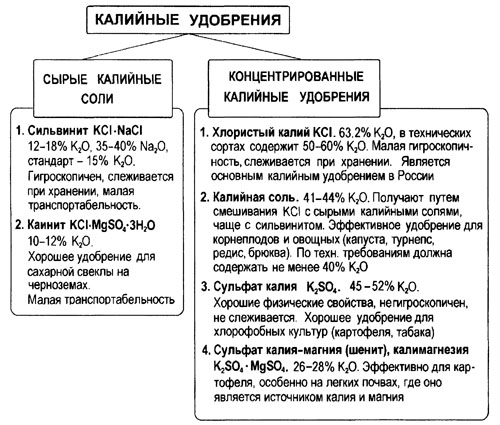 КАЛИЙНЫЕ УДОБРЕНИЯ
СЫРЫЕ КАЛИЙНЫЕ
СОЛИ
1. Сильвинит KCl·NaCl
12–18% K₂O, 35–40% Na₂O,
стандарт – 15% K₂O.
Гигроскопичен, слеживается
при хранении, малая
транспортабельность.
2. Каинит KCl·MgSO₄·3H₂O
10–12% K₂O.
Хорошее удобрение для
сахарной свеклы на
черноземах.
Малая транспортабельность
КОНЦЕНТРИРОВАННЫЕ
КАЛИЙНЫЕ УДОБРЕНИЯ
1. Хлористый калий KCl. 63,2% K₂O, в технических
сортах содержит 50–60% K₂O. Малая гигроскопич-
ность, слеживается при хранении. Является
основным калийным удобрением в России
2. Калийная соль. 41–44% K₂O. Получают путем
смешивания KCl с сырыми калийными солями,
чаще с сильвинитом. Эффективное удобрение для
корнеплодов и овощных (капуста, турнепс,
редис, брюква). По техн. требованиям должна
содержать не менее 40% K₂O
3. Сульфат калия K₂SO₄. 45–52% K₂O.
Хорошие физические свойства, негигроскопичен,
не слеживается. Хорошее удобрение для
хлорофобных культур (картофеля, табака)
4. Сульфат калия–магния (шенит), калимагнезия
K₂SO₄·MgSO₄. 26–28% K₂O. Эффективно для кар-
тофеля, особенно на легких почвах, где оно
является источником калия и магния